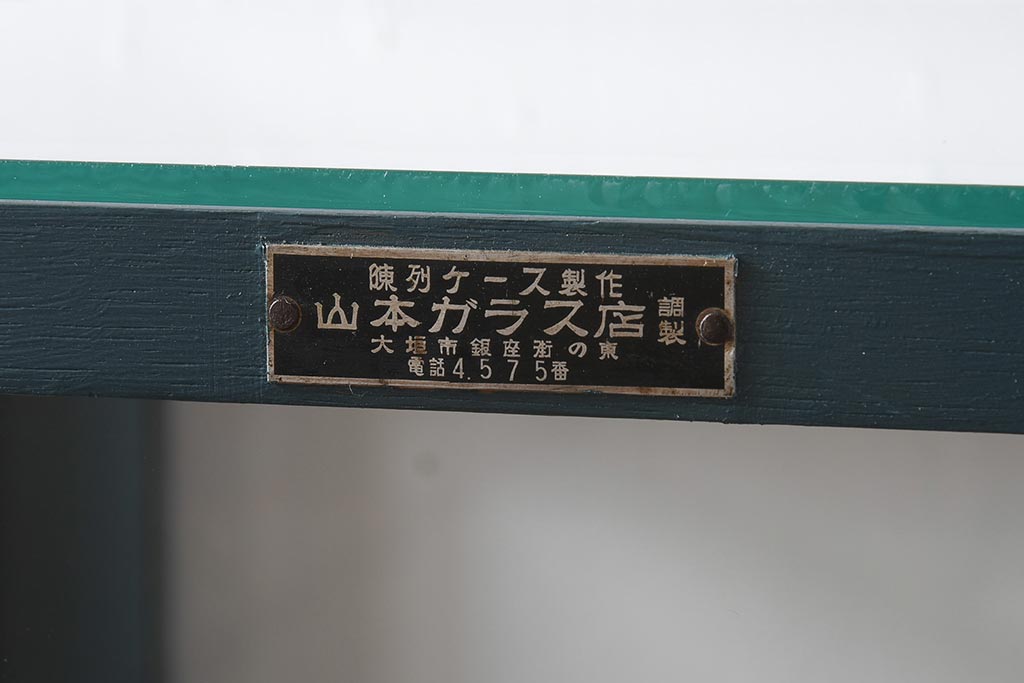 陳列ケース製作
山本ガラス店 調製
大垣市銀座街の東
電話4.575番